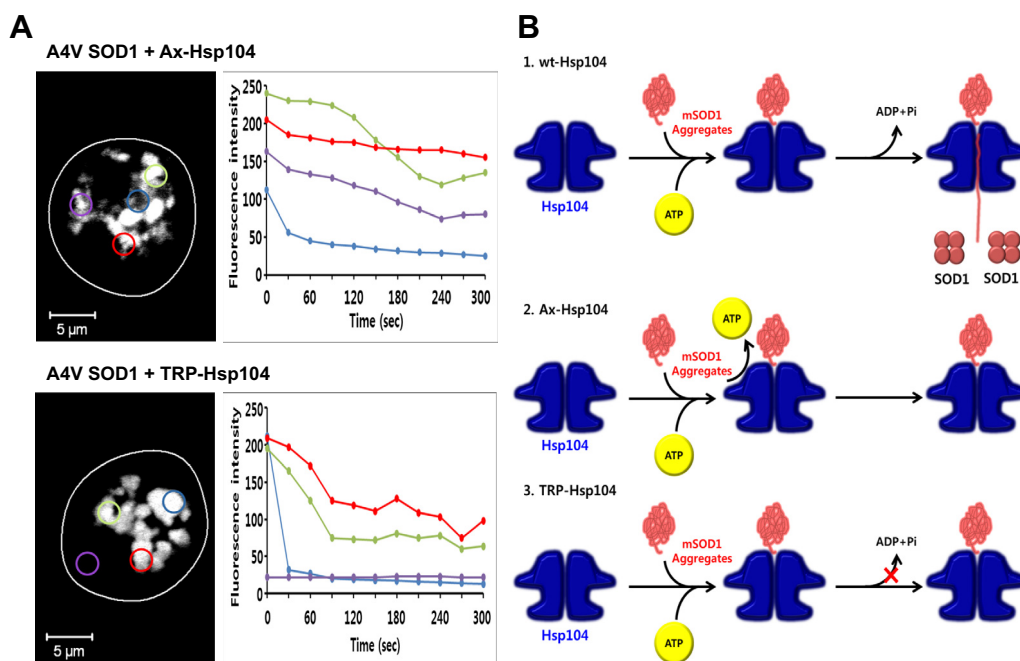 A
A4V SOD1 + Ax-Hsp104
5 μm
Fluorescence intensity
250
200
150
100
50
0
0 60 120 180 240 300
Time (sec)
A4V SOD1 + TRP-Hsp104
5 μm
Fluorescence intensity
250
200
150
100
50
0
0 60 120 180 240 300
Time (sec)
B
1. wt-Hsp104
mSOD1
Aggregates
ADP+Pi
Hsp104
ATP
SOD1 SOD1
2. Ax-Hsp104
ATP
mSOD1
Aggregates
Hsp104
ATP
3. TRP-Hsp104
mSOD1
Aggregates
ADP+Pi
Hsp104
ATP